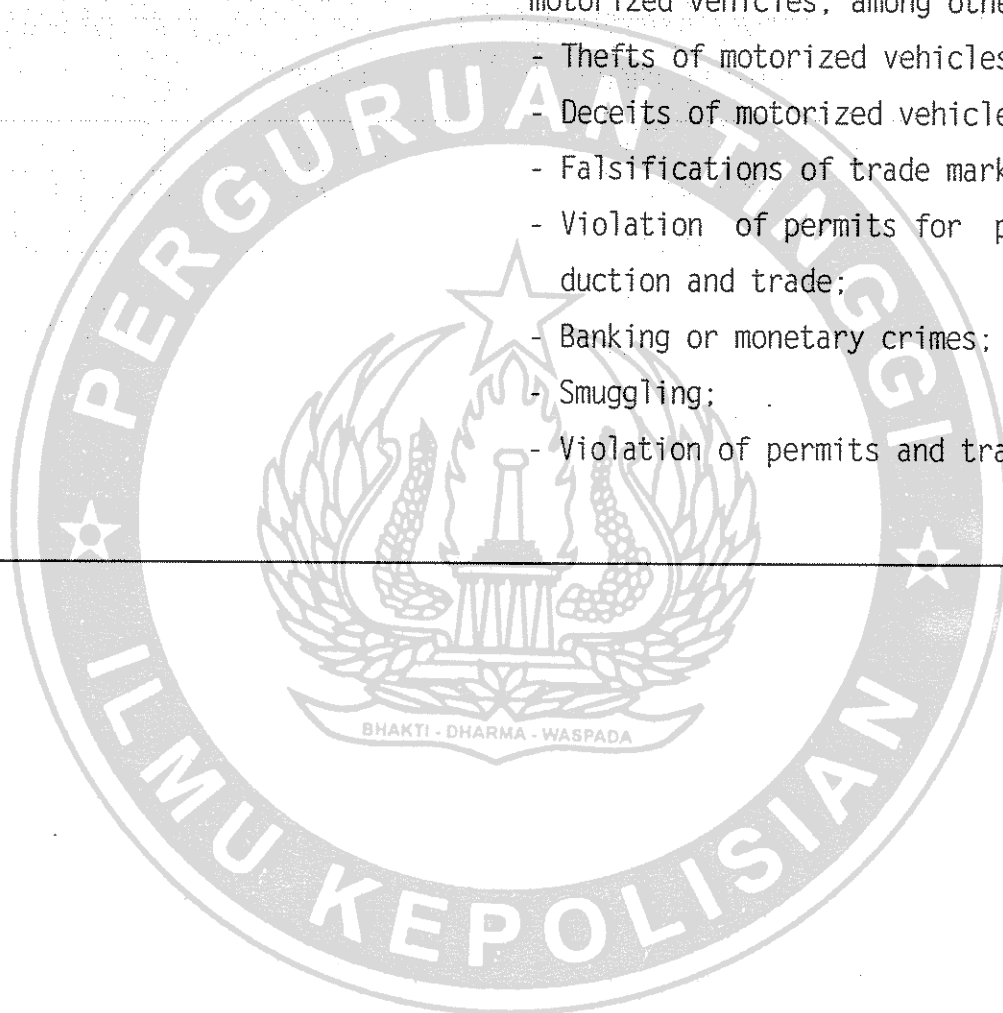 motorized vehicles, among othe
- Thefts of motorized vehicles
- Deceits of motorized vehicle
- Falsifications of trade mark
- Violation of permits for p
duction and trade;
- Banking or monetary crimes;
- Smuggling;
- Violation of permits and tra
PERGURUAN TINGGI
BHAKTI - DHARMA - WASPADA
ILMU KEPOLISIAN